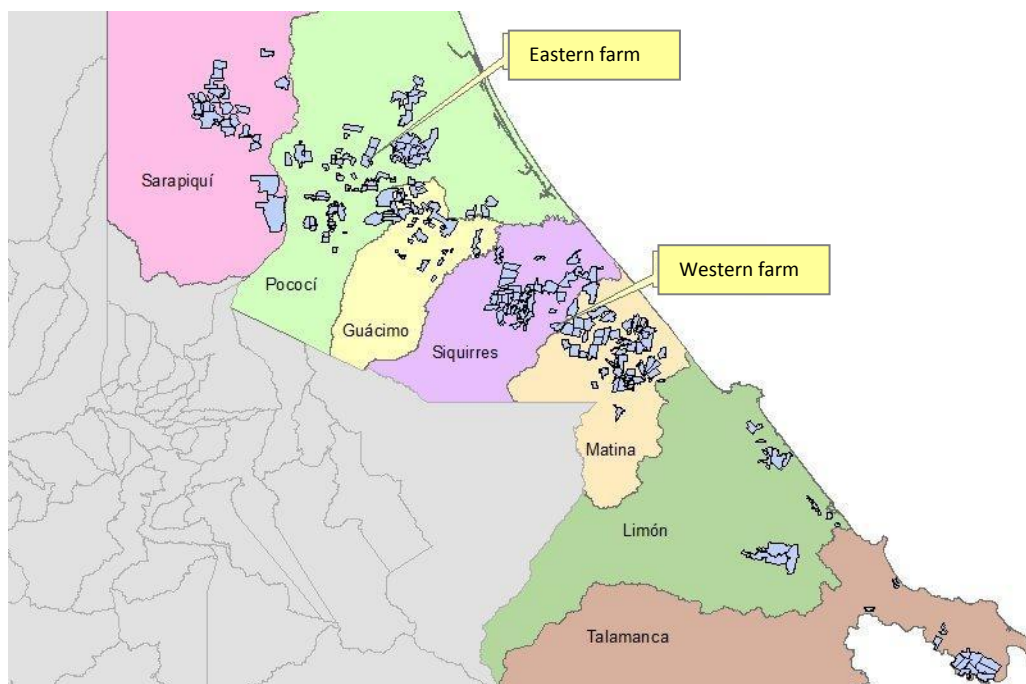 Eastern farm
Sarapiquí
Western farm
Pococí
Guácimo
Siquirres
Matina
Limón
Talamanca